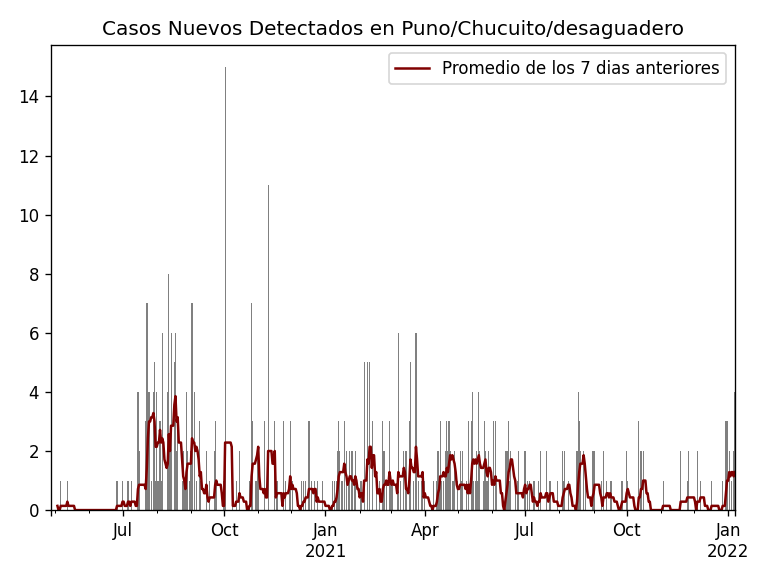 Casos Nuevos Detectados en Puno/Chucuito/desaguadero
Promedio de los 7 dias anteriores
14
12
10
8
6
4
2
0
Jul
Oct
Jan
2021
Apr
Jul
Oct
Jan
2022